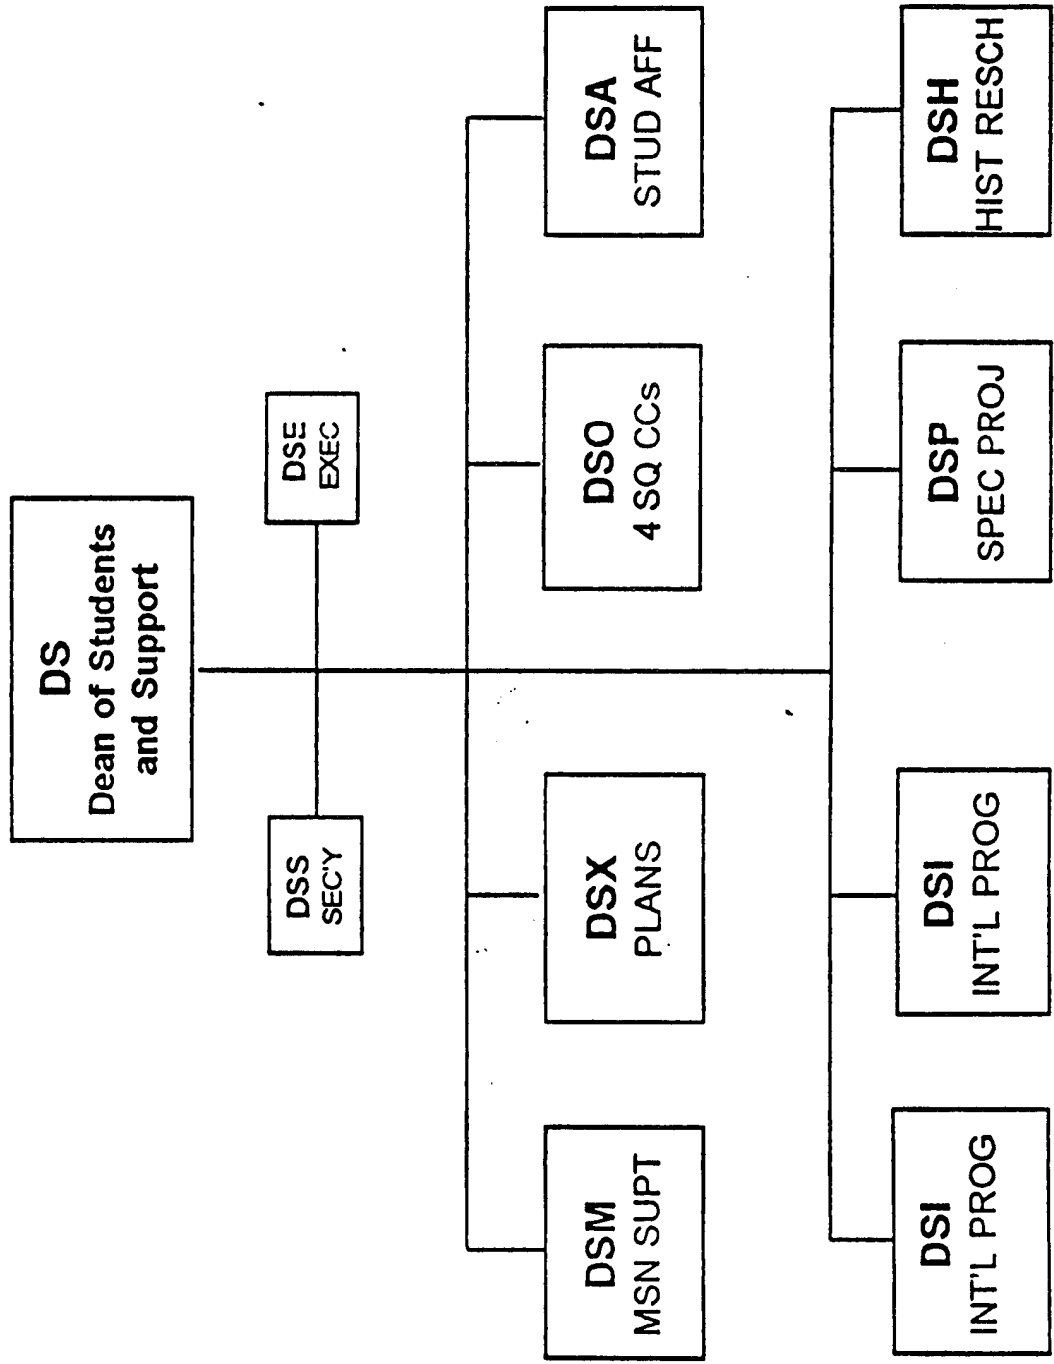 DS
Dean of Students
and Support
DSS
SEC'Y
DSE
EXEC
DSM
MSN SUPT
DSX
PLANS
DSO
4 SQ CCs
DSA
STUD AFF
DSI
INT'L PROG
DSI
INT'L PROG
DSP
SPEC PROJ
DSH
HIST RESCH